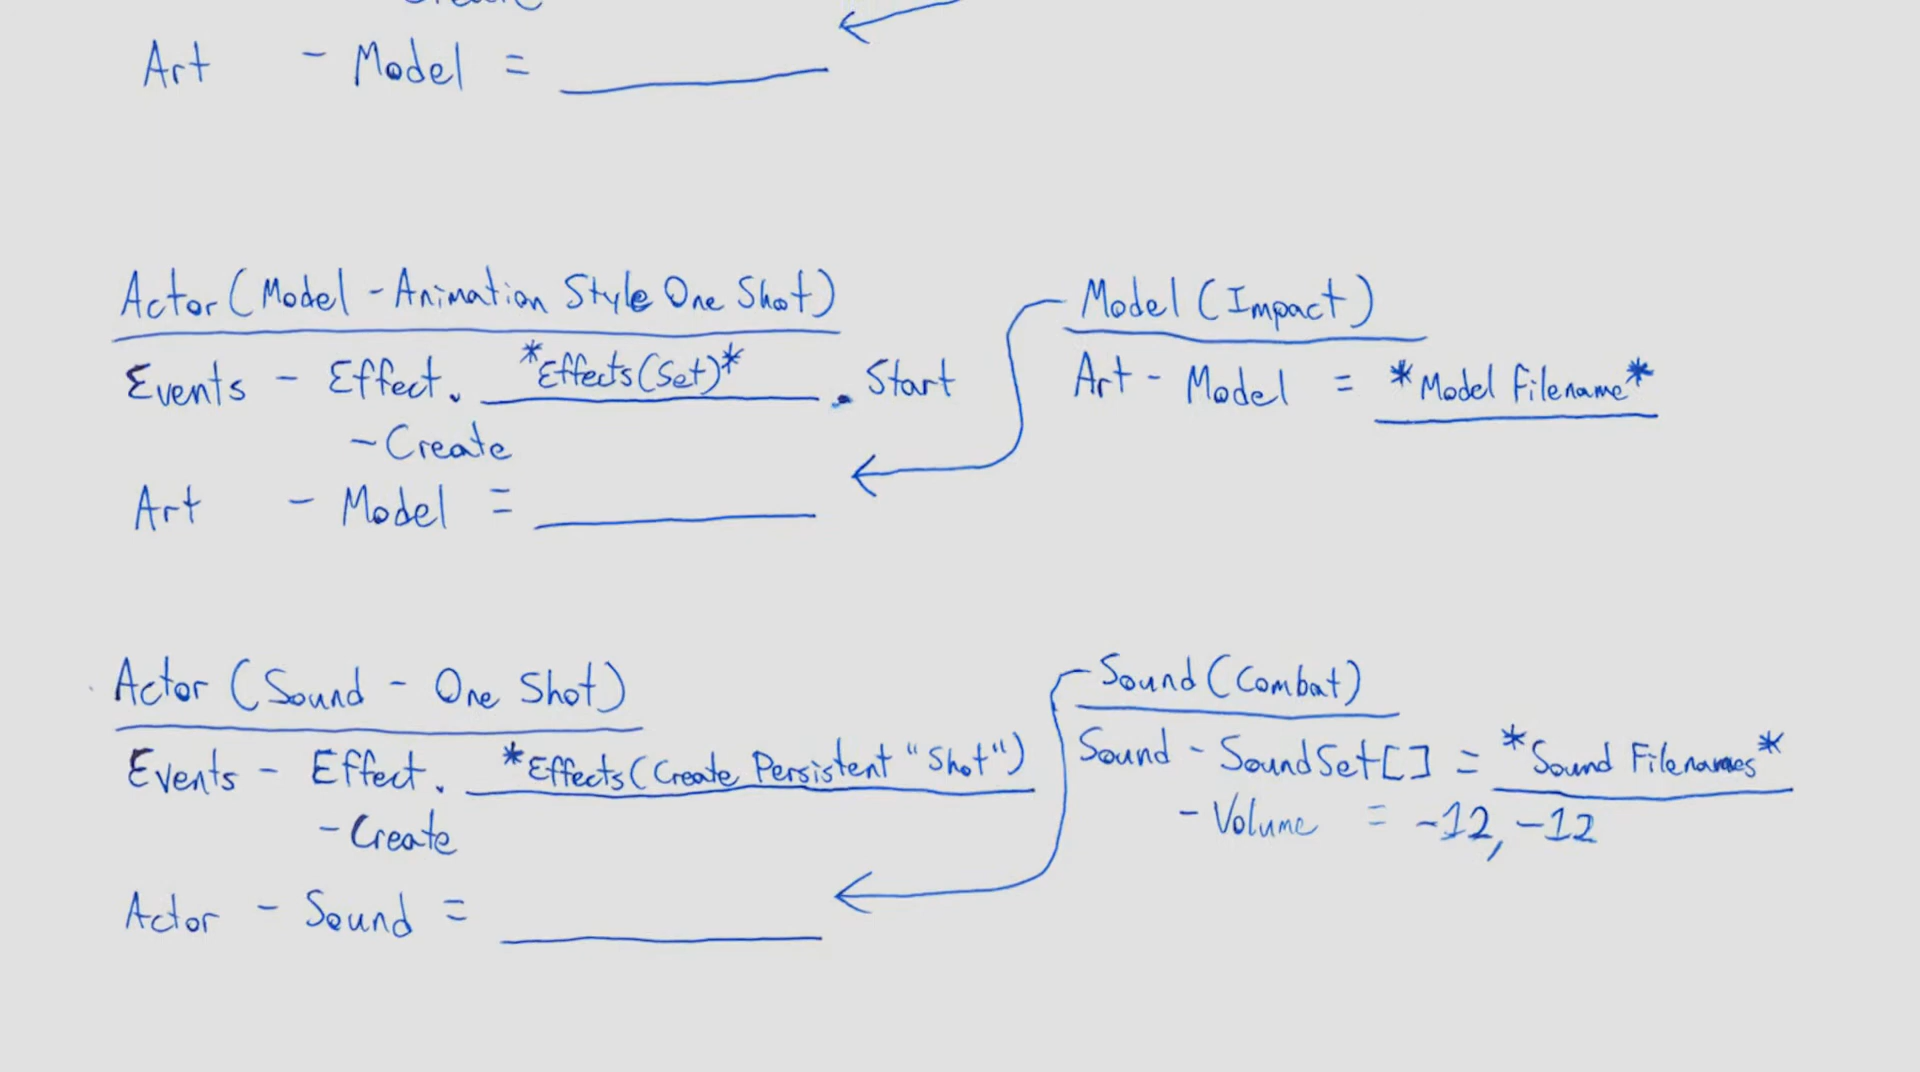 Art - Model =
Actor (Model - Animation Style One Shot)
Events - Effect. *Effects(Set)* . Start
- Create
Art - Model =
Model (Impact)
Art - Model = *Model Filename*
Actor (Sound - One Shot)
Events - Effect. *Effects(Create Persistent "Shot")
- Create
Actor - Sound =
Sound (Combat)
Sound - SoundSet[] = *Sound Filenames*
- Volume = -12, -12